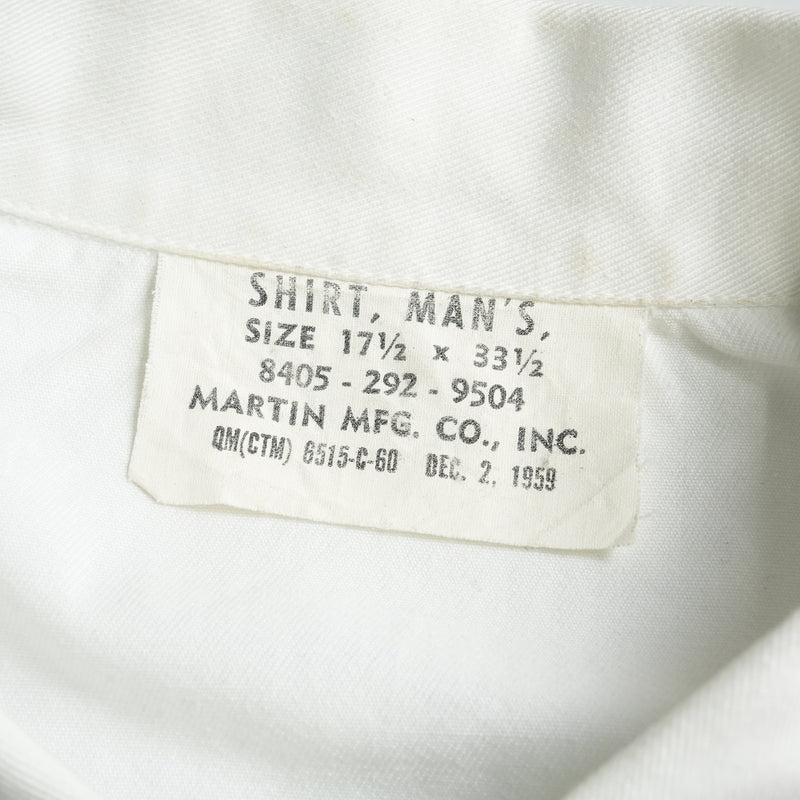 SHIRT, MAN'S,
SIZE 17½ x 33½
8405 - 292 - 9504
MARTIN MFG. CO., INC.
QM(CTM) 6515-C-60 DEC. 2, 1959